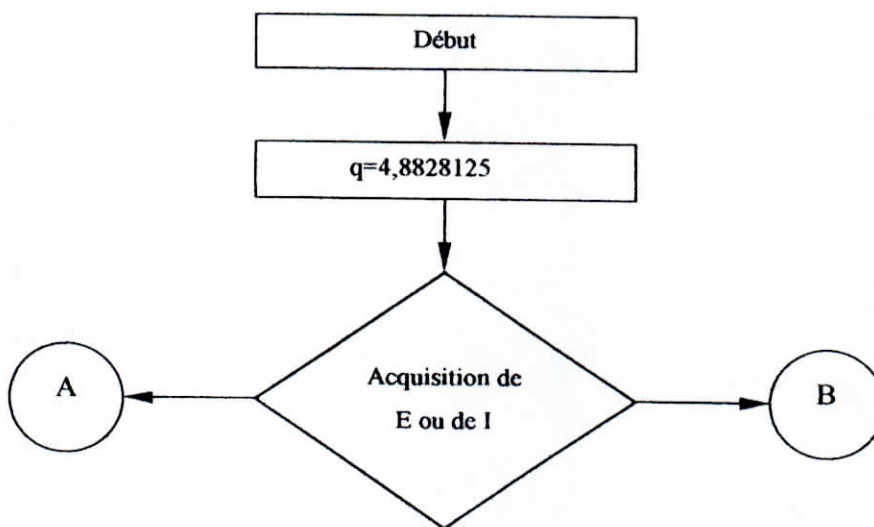 Début
q=4,8828125
A
Acquisition de
E ou de I
B